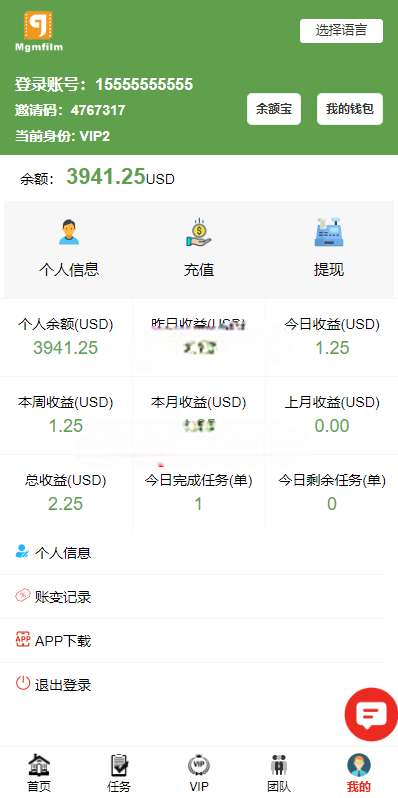 Mgmfilm
选择语言
登录账号：15555555555
邀请码：4767317
余额宝
我的钱包
当前身份: VIP2
余额： 3941.25USD
个人信息
充值
提现
个人余额(USD)
昨日收益(USD)
今日收益(USD)
3941.25
1.25
本周收益(USD)
本月收益(USD)
上月收益(USD)
1.25
0.00
总收益(USD)
今日完成任务(单)
今日剩余任务(单)
2.25
1
0
个人信息
账变记录
APP
APP下载
退出登录
VIP
首页
任务
VIP
团队
我的